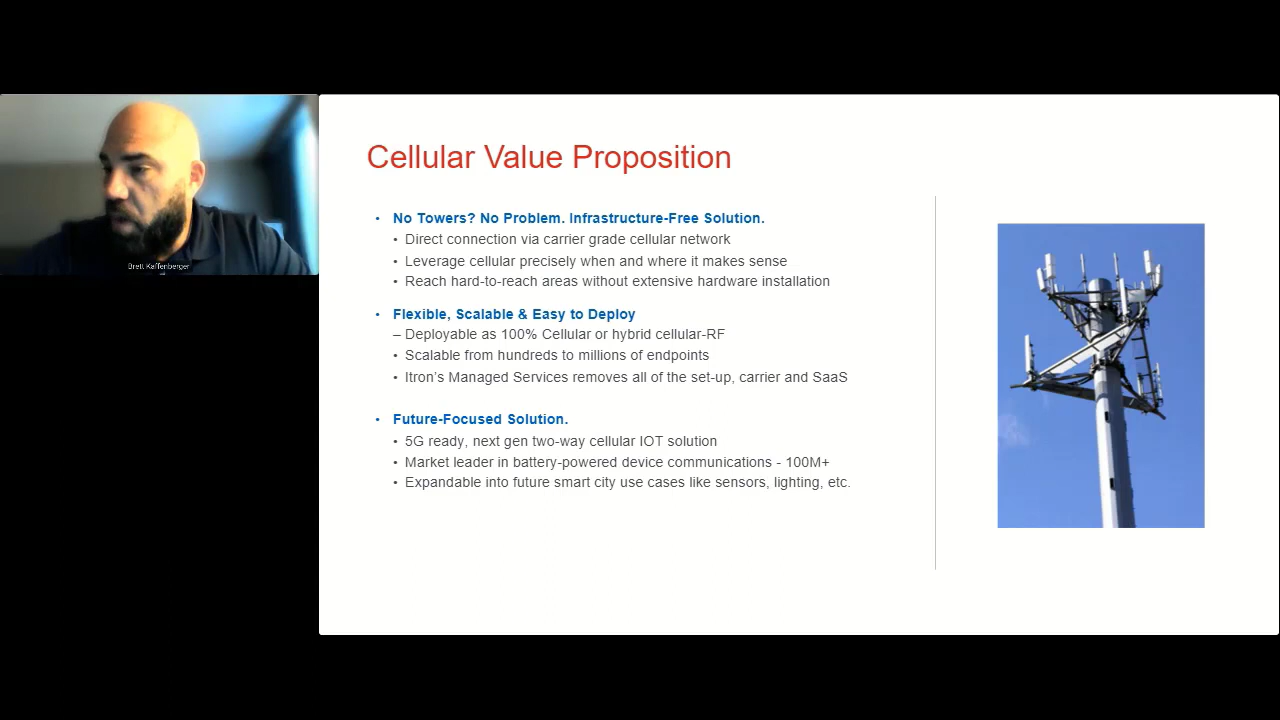 Brett Kaffenberger
Cellular Value Proposition
• No Towers? No Problem. Infrastructure-Free Solution.
• Direct connection via carrier grade cellular network
• Leverage cellular precisely when and where it makes sense
• Reach hard-to-reach areas without extensive hardware installation
• Flexible, Scalable & Easy to Deploy
– Deployable as 100% Cellular or hybrid cellular-RF
• Scalable from hundreds to millions of endpoints
• Itron’s Managed Services removes all of the set-up, carrier and SaaS
• Future-Focused Solution.
• 5G ready, next gen two-way cellular IOT solution
• Market leader in battery-powered device communications - 100M+
• Expandable into future smart city use cases like sensors, lighting, etc.